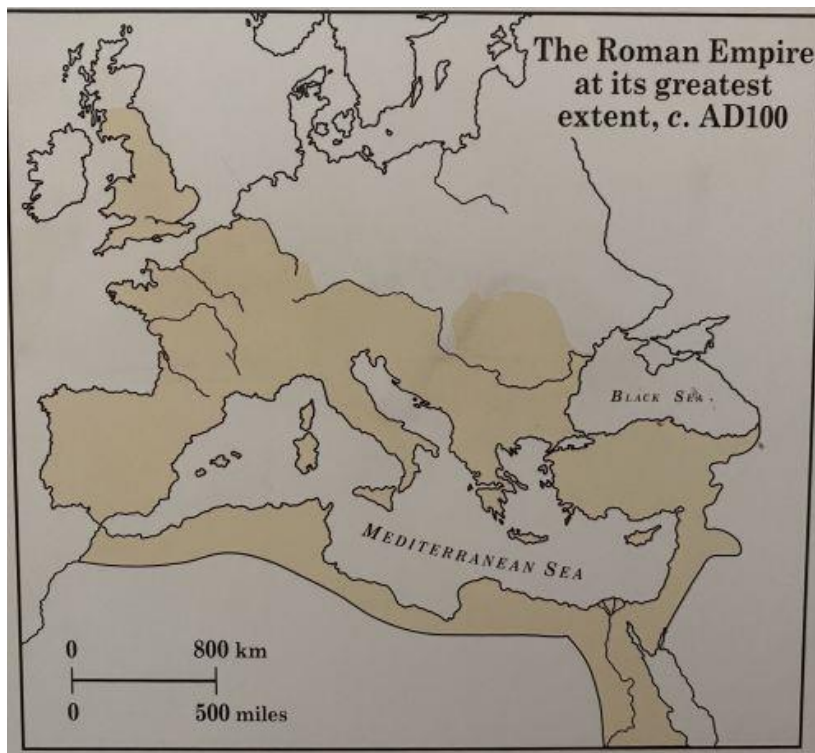 The Roman Empire
at its greatest
extent, c. AD100
BLACK SEA
MEDITERRANEAN SEA
0 800 km
0 500 miles